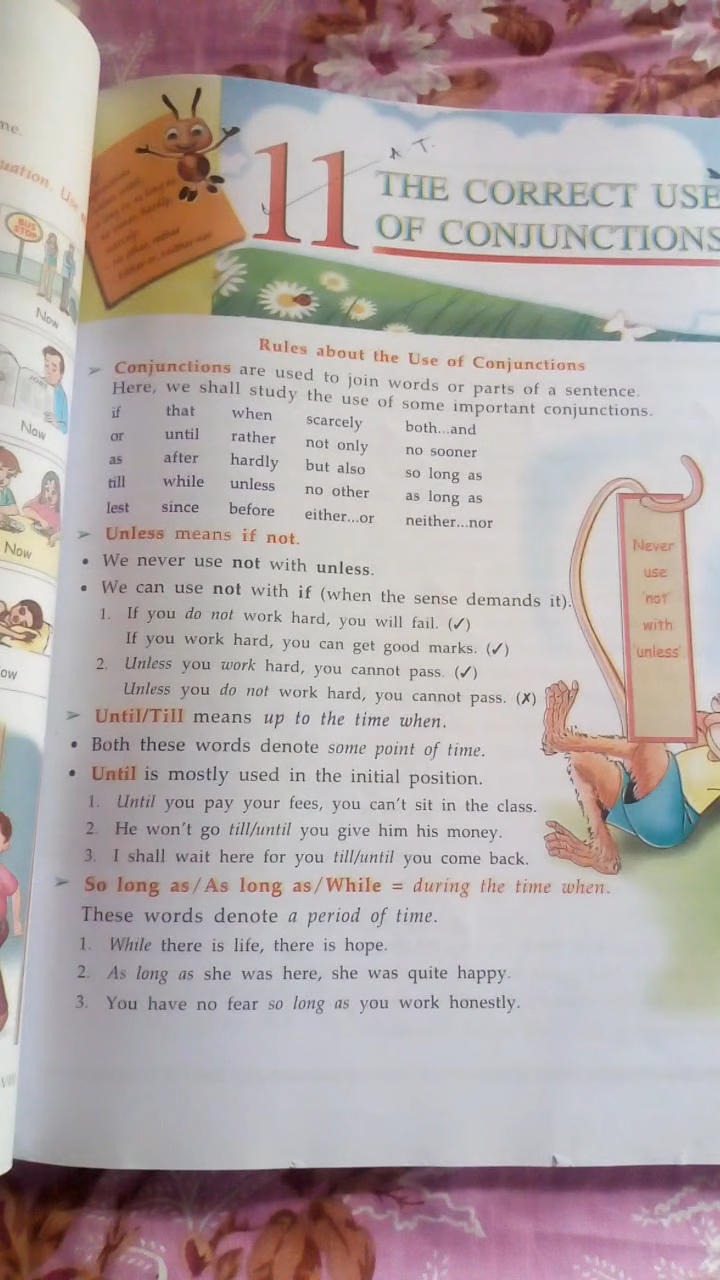 me.
uation. Use
BUS STOP
Now
Now
Now
ow
VIII
A T.
11
THE CORRECT USE
OF CONJUNCTIONS
Rules about the Use of Conjunctions
➢ Conjunctions are used to join words or parts of a sentence.
Here, we shall study the use of some important conjunctions.
if that when scarcely both...and
or until rather not only no sooner
as after hardly but also so long as
till while unless no other as long as
lest since before either...or neither...nor
➢ Unless means if not.
• We never use not with unless.
• We can use not with if (when the sense demands it).
1. If you do not work hard, you will fail. (✓)
If you work hard, you can get good marks. (✓)
2. Unless you work hard, you cannot pass. (✓)
Unless you do not work hard, you cannot pass. (✗)
➢ Until/Till means up to the time when.
• Both these words denote some point of time.
• Until is mostly used in the initial position.
1. Until you pay your fees, you can't sit in the class.
2. He won't go till/until you give him his money.
3. I shall wait here for you till/until you come back.
➢ So long as/As long as/While = during the time when.
These words denote a period of time.
1. While there is life, there is hope.
2. As long as she was here, she was quite happy.
3. You have no fear so long as you work honestly.
Never
use
'not'
with
'unless'